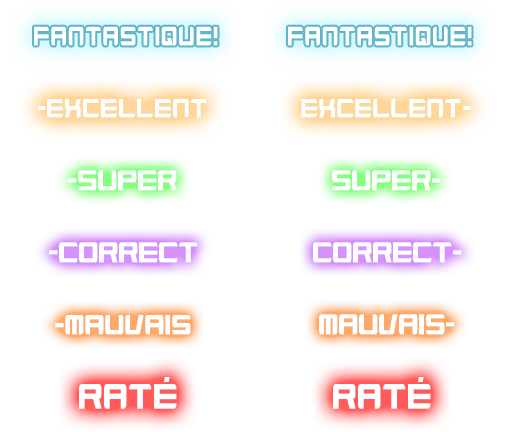 FANTASTIQUE! FANTASTIQUE!
-EXCELLENT EXCELLENT-
-SUPER SUPER-
-CORRECT CORRECT-
-MAUVAIS MAUVAIS-
RATÉ RATÉ